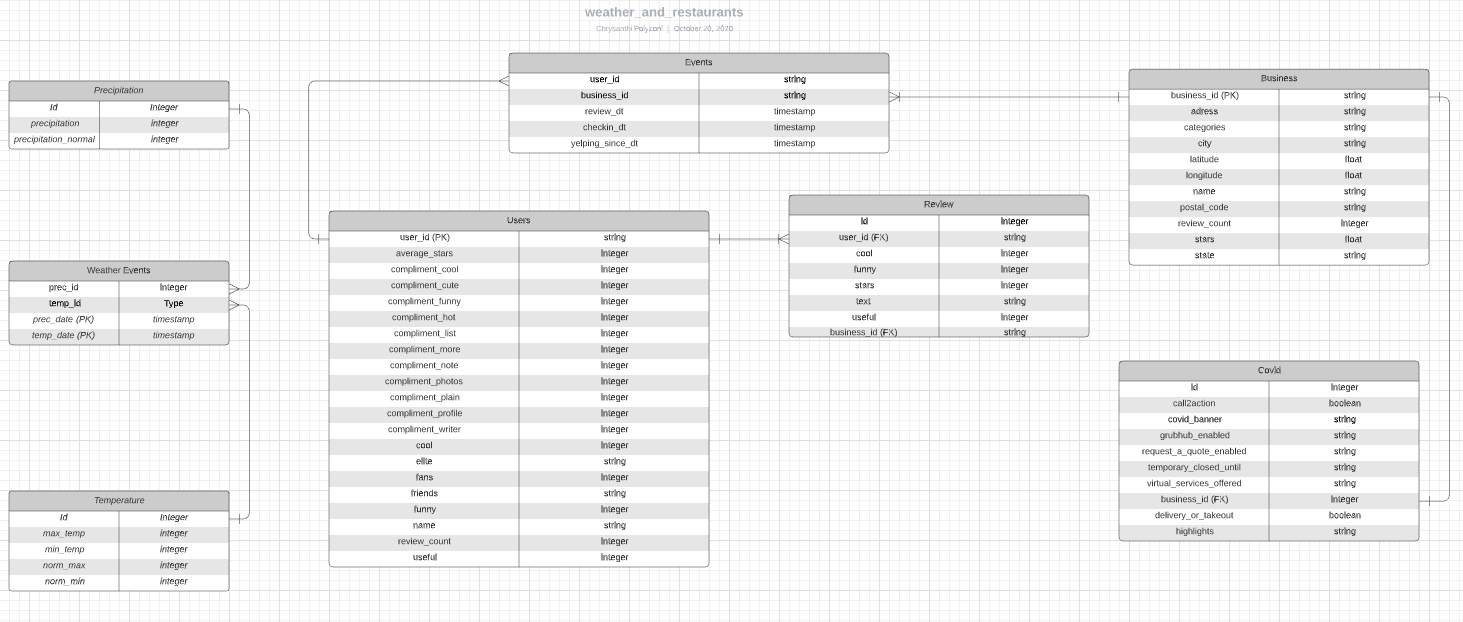 weather_and_restaurants
Chrysanthi Polyzoni | October 20, 2020
Precipitation
Id Integer
precipitation integer
precipitation_normal integer
Weather Events
prec_id Integer
temp_Id Type
prec_date (PK) timestamp
temp_date (PK) timestamp
Temperature
Id Integer
max_temp integer
min_temp integer
norm_max integer
norm_min integer
Events
user_id string
business_id string
review_dt timestamp
checkin_dt timestamp
yelping_since_dt timestamp
Users
user_id (PK) string
average_stars Integer
compliment_cool Integer
compliment_cute Integer
compliment_funny Integer
compliment_hot Integer
compliment_list Integer
compliment_more Integer
compliment_note Integer
compliment_photos Integer
compliment_plain Integer
compliment_profile Integer
compliment_writer Integer
cool Integer
elite string
fans Integer
friends string
funny Integer
name string
review_count Integer
useful Integer
Review
Id Integer
user_id (FK) string
cool Integer
funny Integer
stars Integer
text string
useful Integer
business_id (FK) string
Business
business_id (PK) string
adress string
categories string
city string
latitude float
longitude float
name string
postal_code string
review_count Integer
stars float
state string
Covid
Id Integer
call2action boolean
covid_banner string
grubhub_enabled string
request_a_quote_enabled string
temporary_closed_until string
virtual_services_offered string
business_id (FK) Integer
delivery_or_takeout boolean
highlights string